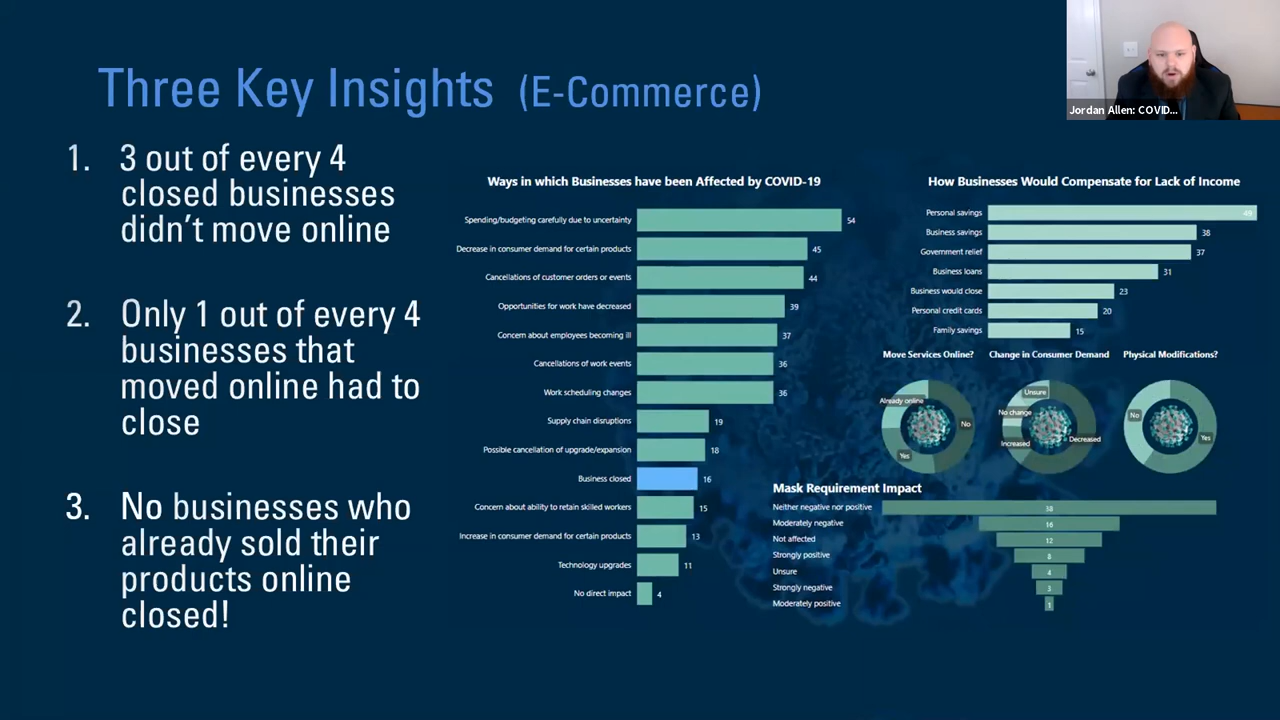 Three Key Insights (E-Commerce)
Jordan Allen: COVID...
1. 3 out of every 4
closed businesses
didn't move online
2. Only 1 out of every 4
businesses that
moved online had to
close
3. No businesses who
already sold their
products online
closed!
Ways in which Businesses have been Affected by COVID-19
Spending/budgeting carefully due to uncertainty 54
Decrease in consumer demand for certain products 45
Cancellations of customer orders or events 44
Opportunities for work have decreased 39
Concern about employees becoming ill 37
Cancellations of work events 36
Work scheduling changes 36
Supply chain disruptions 19
Possible cancellation of upgrade/expansion 18
Business closed 16
Concern about ability to retain skilled workers 15
Increase in consumer demand for certain products 13
Technology upgrades 11
No direct impact 4
How Businesses Would Compensate for Lack of Income
Personal savings 49
Business savings 38
Government relief 37
Business loans 31
Business would close 23
Personal credit cards 20
Family savings 15
Move Services Online?
Already online
No
Yes
Change in Consumer Demand
Unsure
No change
Increased
Decreased
Physical Modifications?
No
Yes
Mask Requirement Impact
Neither negative nor positive 38
Moderately negative 16
Not affected 12
Strongly positive 8
Unsure 4
Strongly negative 3
Moderately positive 1